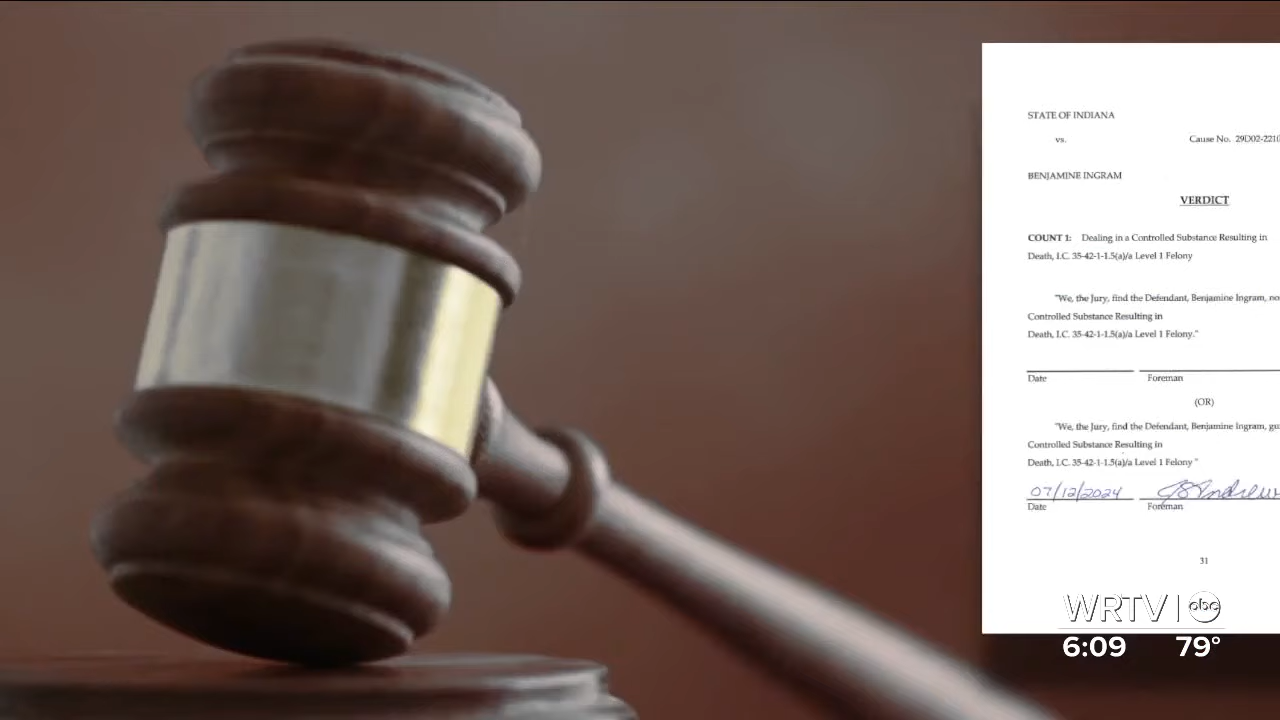 STATE OF INDIANA
vs.
Cause No. 29D02-2210
BENJAMINE INGRAM
VERDICT
COUNT 1: Dealing in a Controlled Substance Resulting in
Death, I.C. 35-42-1-1.5(a)/a Level 1 Felony
"We, the Jury, find the Defendant, Benjamine Ingram, no
Controlled Substance Resulting in
Death, I.C. 35-42-1-1.5(a)/a Level 1 Felony."
Date Foreman
(OR)
"We, the Jury, find the Defendant, Benjamine Ingram, gu
Controlled Substance Resulting in
Death, I.C. 35-42-1-1.5(a)/a Level 1 Felony "
07/12/2024
Date Foreman
31
WRTV abc
6:09 79°